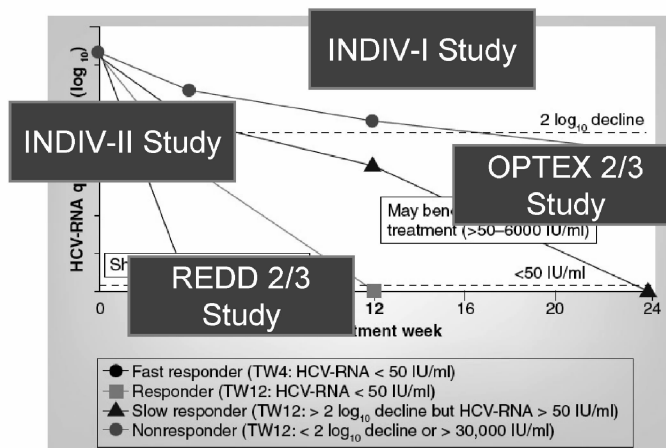 INDIV-I Study
HCV-RNA q
(log10)
2 log10 decline
INDIV-II Study
OPTEX 2/3
Study
May bene
treatment (>50–6000 IU/ml)
Sh
<50 IU/ml
REDD 2/3
Study
0 12 16 20 24
tment week
Fast responder (TW4: HCV-RNA < 50 IU/ml)
Responder (TW12: HCV-RNA < 50 IU/ml)
Slow responder (TW12: > 2 log10 decline but HCV-RNA > 50 IU/ml)
Nonresponder (TW12: < 2 log10 decline or > 30,000 IU/ml)